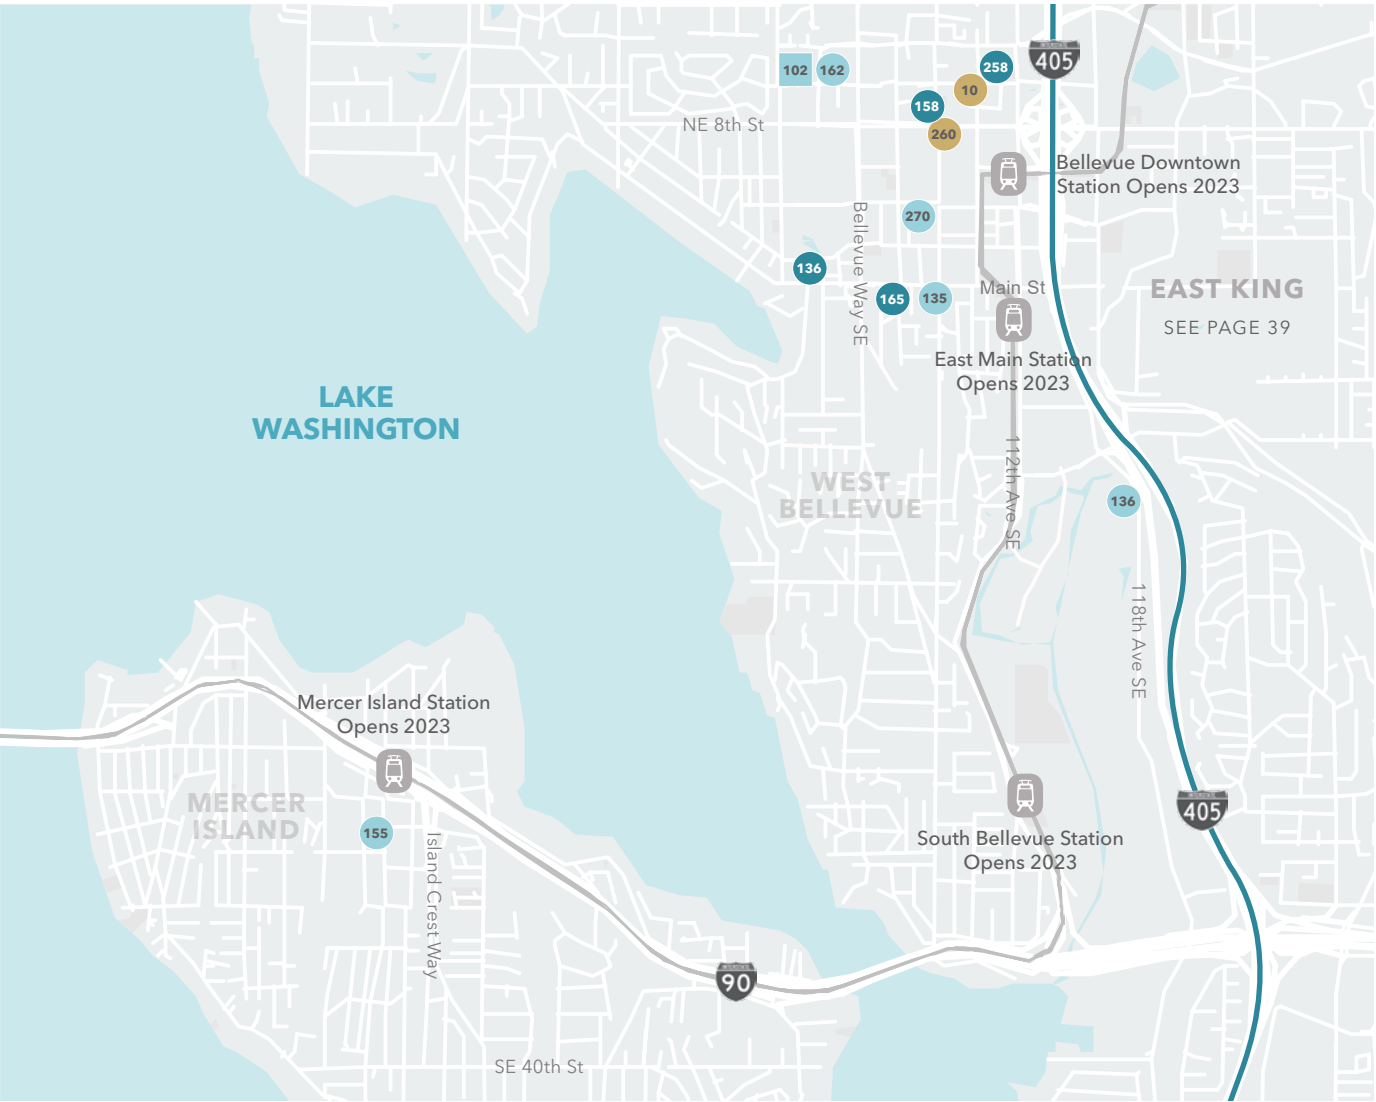 INTERSTATE
405
102
162
258
10
158
260
NE 8th St
Bellevue Downtown
Station Opens 2023
Bellevue Way SE
270
136
165
135
Main St
EAST KING
SEE PAGE 39
East Main Station
Opens 2023
LAKE
WASHINGTON
WEST
BELLEVUE
112th Ave SE
136
118th Ave SE
Mercer Island Station
Opens 2023
MERCER
ISLAND
155
Island Crest Way
South Bellevue Station
Opens 2023
INTERSTATE
405
INTERSTATE
90
SE 40th St